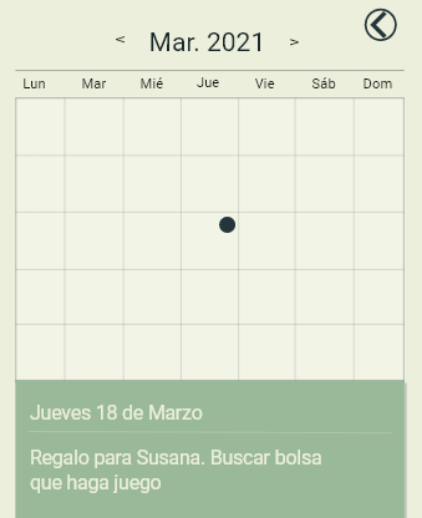 < Mar. 2021 >
Lun Mar Mié Jue Vie Sáb Dom
Jueves 18 de Marzo
Regalo para Susana. Buscar bolsa
que haga juego